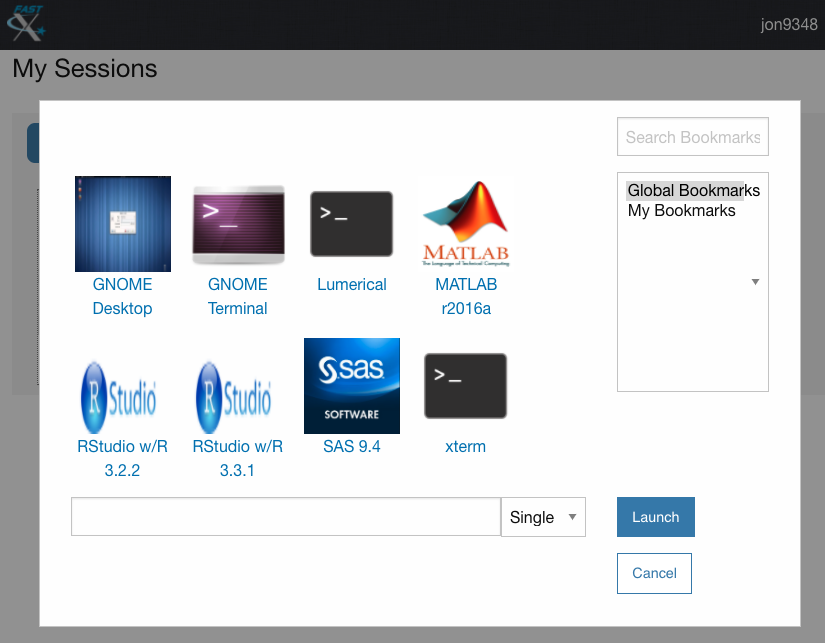 FAST
X
jon9348
My Sessions
Search Bookmarks
Global Bookmarks
My Bookmarks
GNOME
Desktop
>_
GNOME
Terminal
>_
Lumerical
MATLAB
The Language of Technical Computing
MATLAB
r2016a
R Studio
RStudio w/R
3.2.2
R Studio
RStudio w/R
3.3.1
sas
SOFTWARE
SAS 9.4
>_
xterm
Single
Launch
Cancel